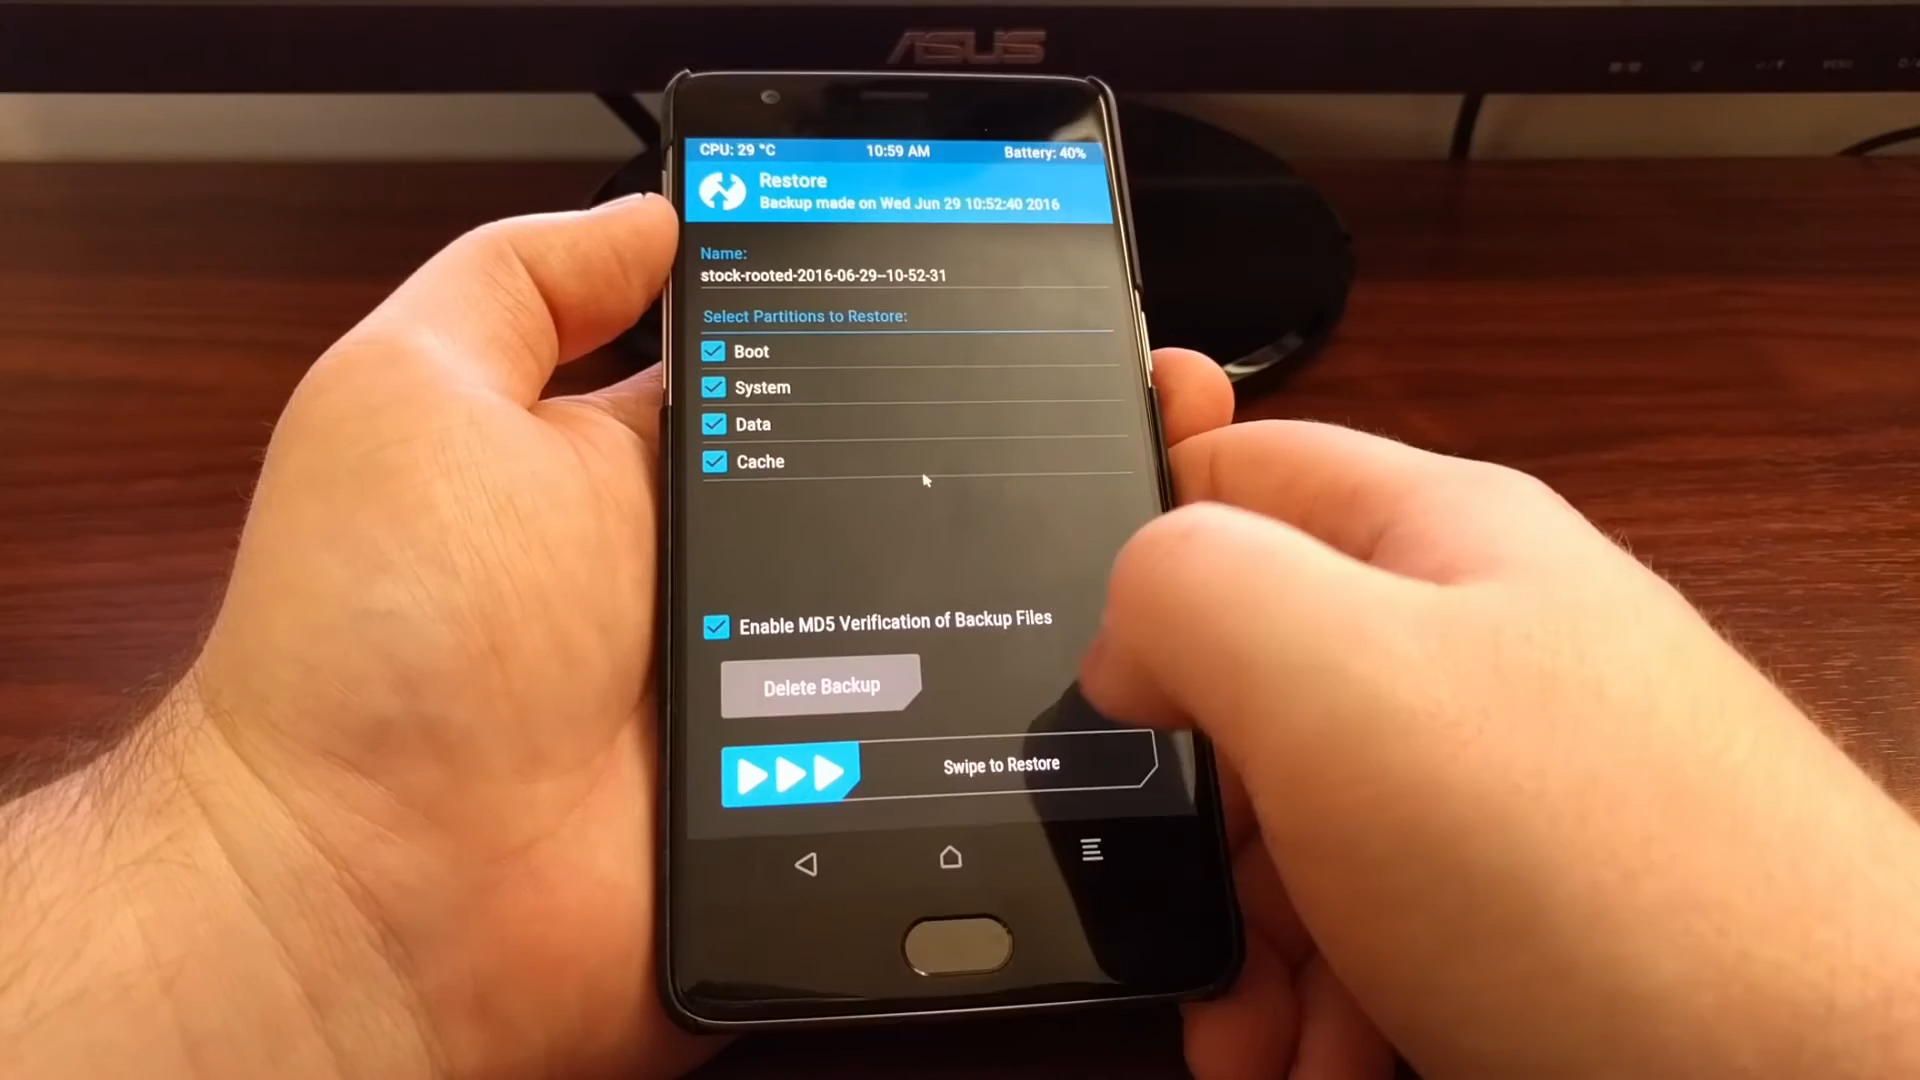 ASUS
MENU
CPU: 29 °C 10:59 AM Battery: 40%
Restore
Backup made on Wed Jun 29 10:52:40 2016
Name:
stock-rooted-2016-06-29--10-52-31
Select Partitions to Restore:
Boot
System
Data
Cache
Enable MD5 Verification of Backup Files
Delete Backup
Swipe to Restore